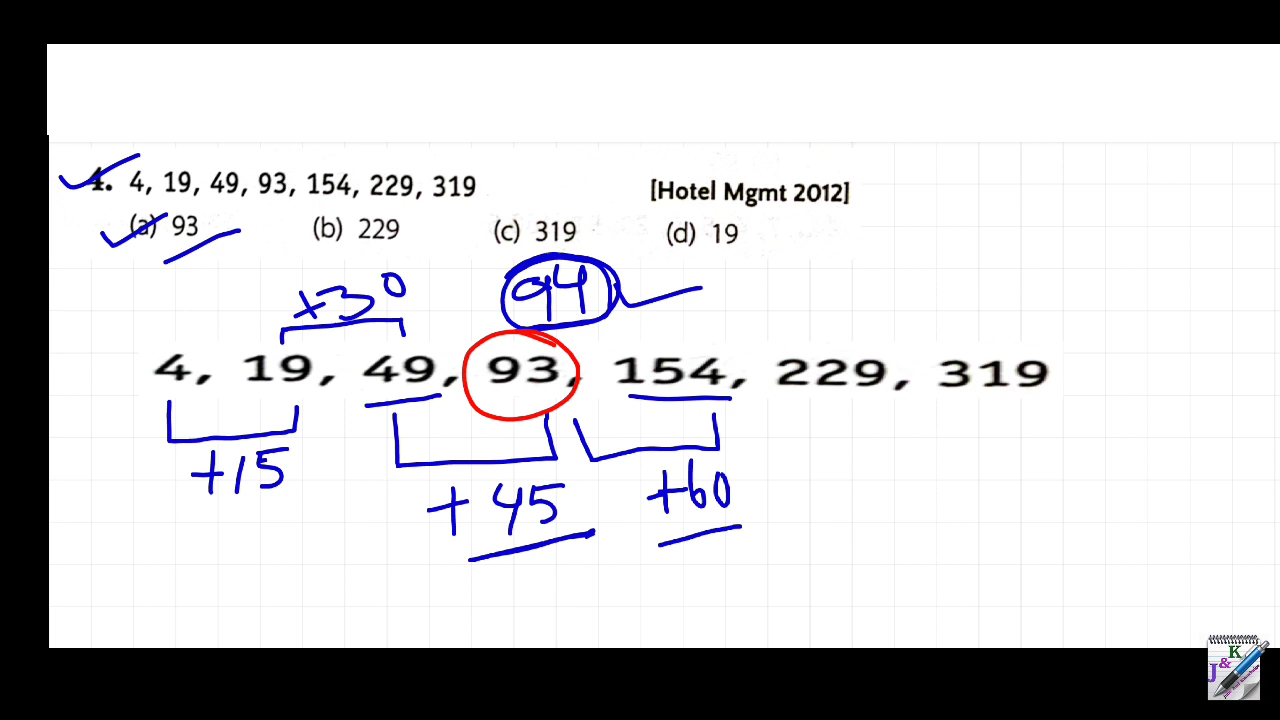 4. 4, 19, 49, 93, 154, 229, 319 [Hotel Mgmt 2012]
(a) 93 (b) 229 (c) 319 (d) 19
+30 94
4, 19, 49, 93, 154, 229, 319
+15 +45 +60
J&K